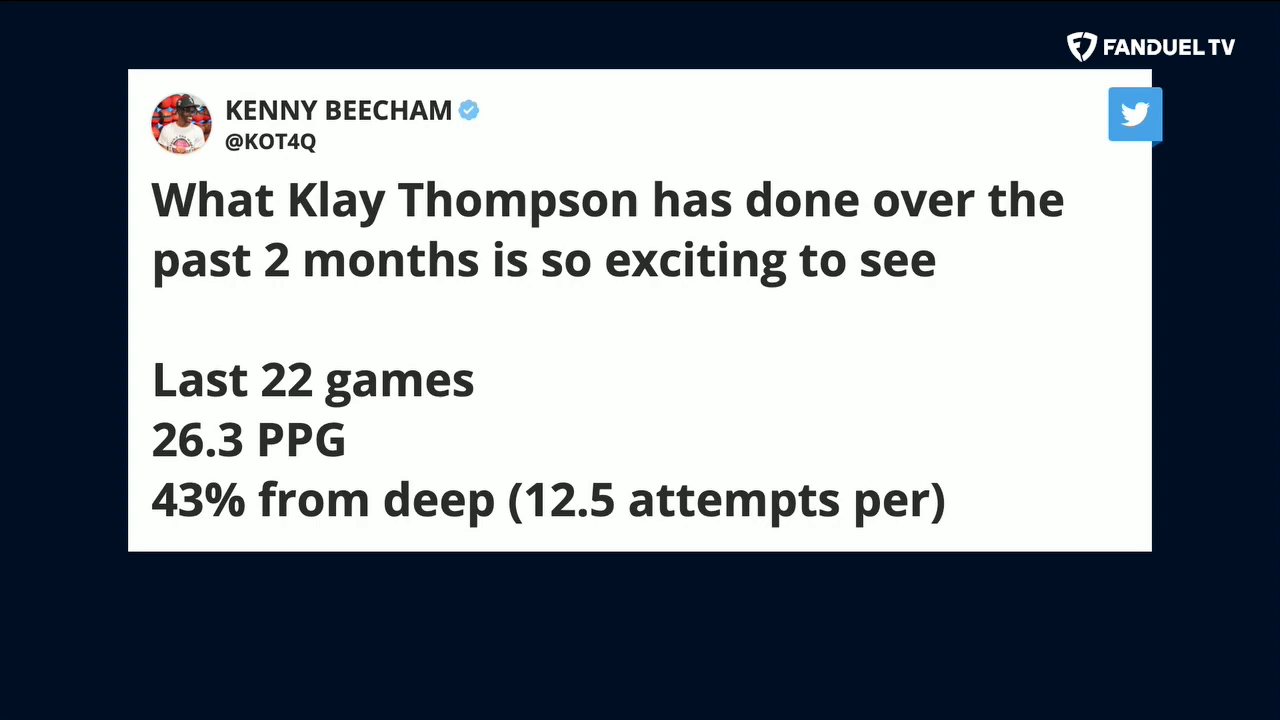 FANDUEL TV
KENNY BEECHAM
@KOT4Q
What Klay Thompson has done over the
past 2 months is so exciting to see
Last 22 games
26.3 PPG
43% from deep (12.5 attempts per)